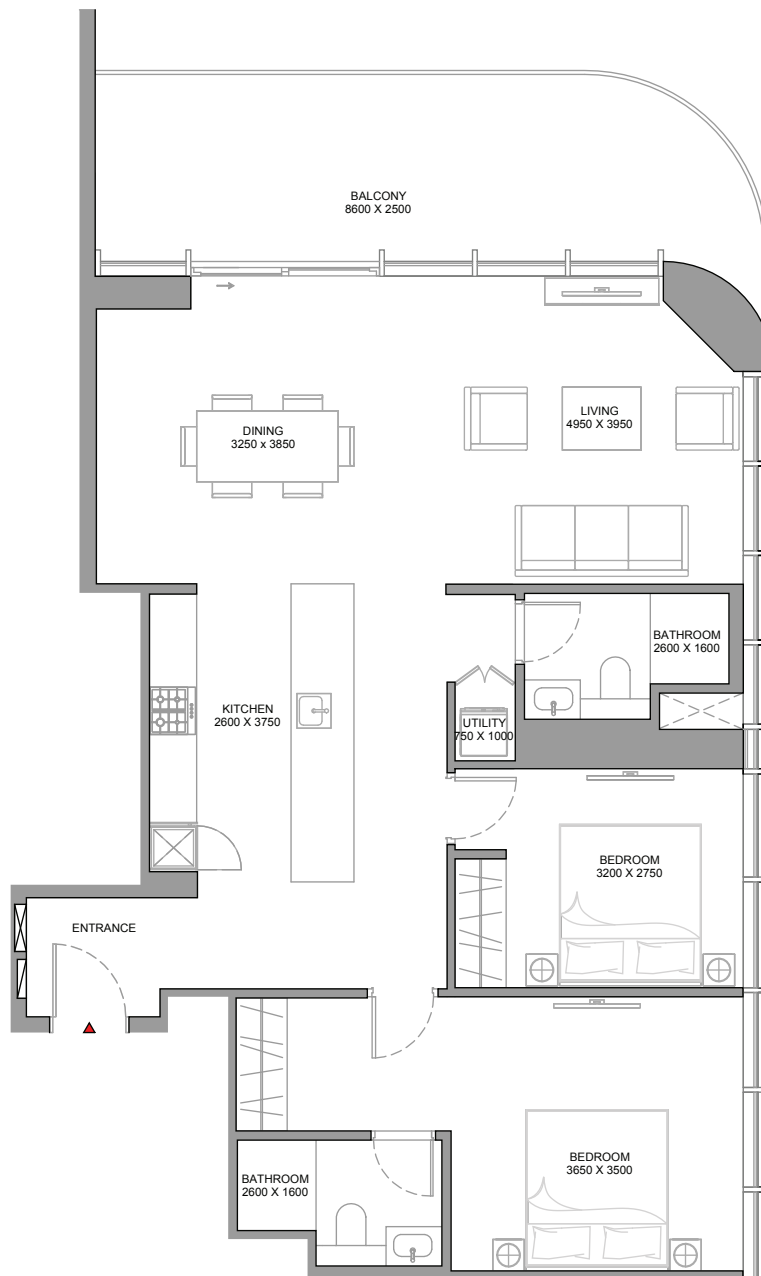 BALCONY
8600 X 2500
DINING
3250 x 3850
LIVING
4950 X 3950
BATHROOM
2600 X 1600
KITCHEN
2600 X 3750
UTILITY
750 X 1000
BEDROOM
3200 X 2750
ENTRANCE
BEDROOM
3650 X 3500
BATHROOM
2600 X 1600